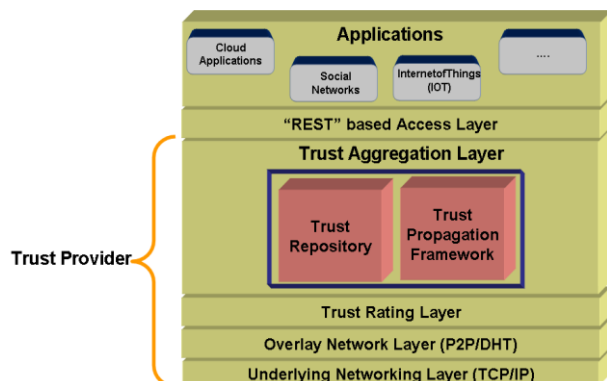 Applications
Cloud
Applications
Social
Networks
InternetofThings
(IOT)
....
“REST” based Access Layer
Trust Aggregation Layer
Trust
Repository
Trust
Propagation
Framework
Trust Provider
Trust Rating Layer
Overlay Network Layer (P2P/DHT)
Underlying Networking Layer (TCP/IP)